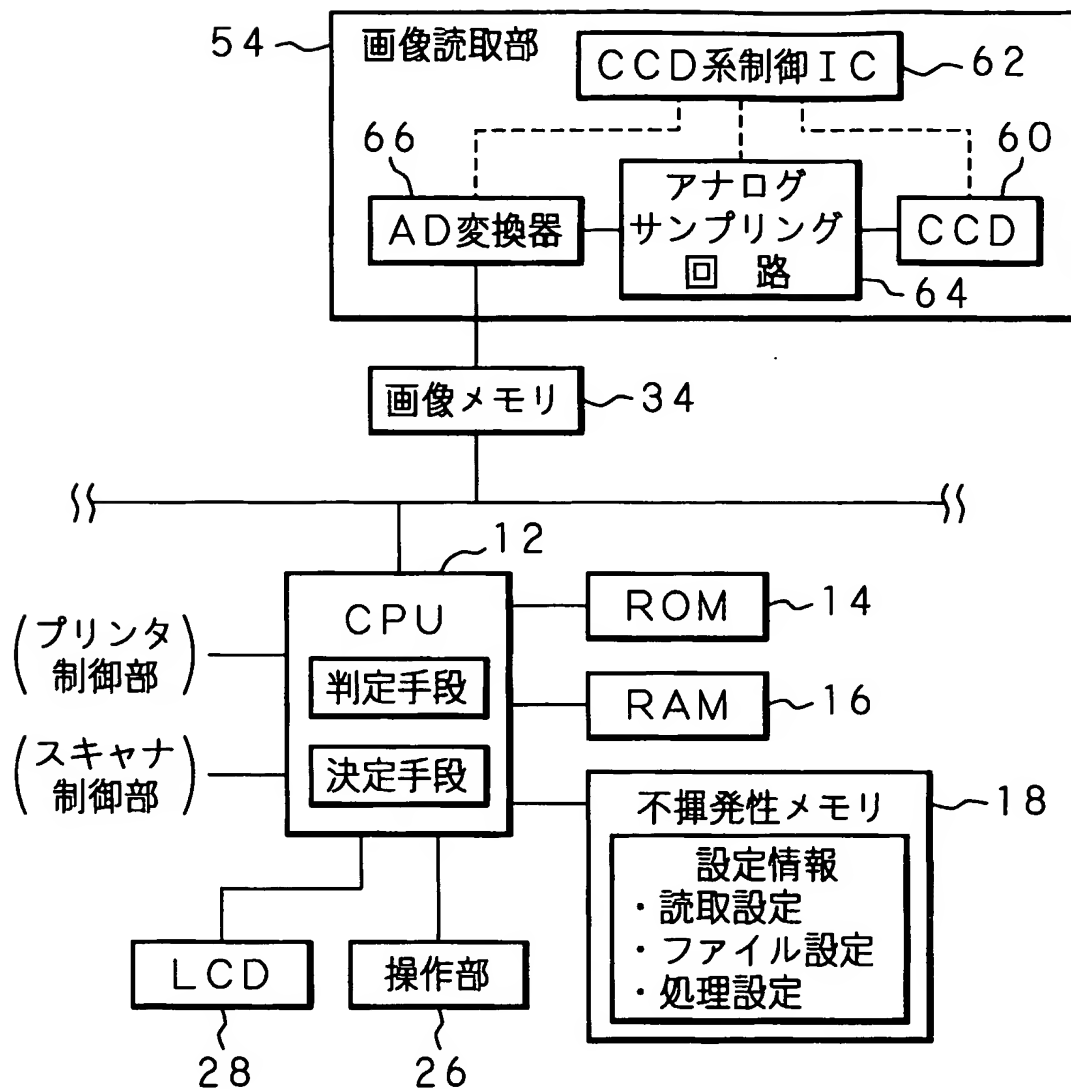 54
画像読取部
CCD系制御IC
62
66
60
アナログ
サンプリング
回 路
AD変換器
CCD
64
画像メモリ
34
12
CPU
ROM
14
(プリンタ
制御部)
判定手段
RAM
16
(スキャナ
制御部)
決定手段
不揮発性メモリ
18
設定情報
・読取設定
・ファイル設定
・処理設定
LCD
操作部
28
26